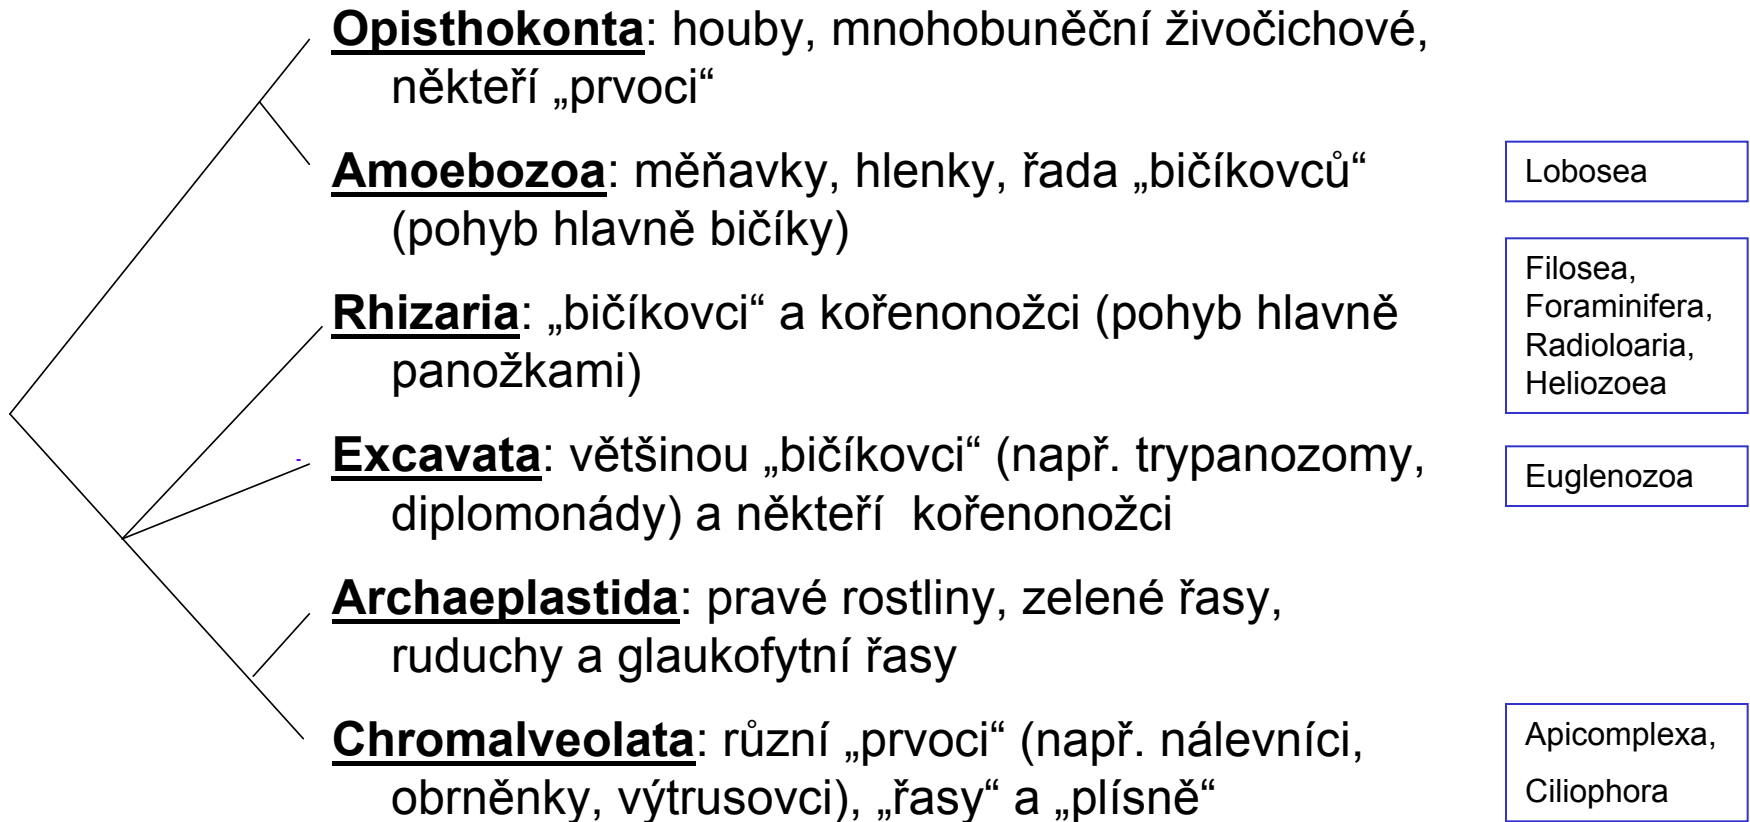 Opisthokonta: houby, mnohobuněční živočichové,
někteří „prvoci“
Amoebozoa: měňavky, hlenky, řada „bičíkovců“
(pohyb hlavně bičíky)
Lobosea
Rhizaria: „bičíkovci“ a kořenonožci (pohyb hlavně
panožkami)
Filosea,
Foraminifera,
Radioloaria,
Heliozoea
Excavata: většinou „bičíkovci“ (např. trypanozomy,
diplomonády) a někteří  kořenonožci
Euglenozoa
Archaeplastida: pravé rostliny, zelené řasy,
ruduchy a glaukofytní řasy
Chromalveolata: různí „prvoci“ (např. nálevníci,
obrněnky, výtrusovci), „řasy“ a „plísně“
Apicomplexa,
Ciliophora